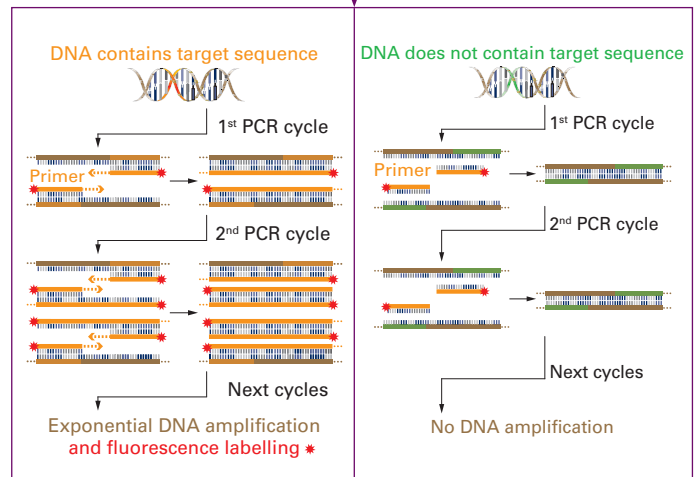 DNA contains target sequence
1st PCR cycle
Primer
2nd PCR cycle
Next cycles
Exponential DNA amplification
and fluorescence labelling
DNA does not contain target sequence
1st PCR cycle
Primer
2nd PCR cycle
Next cycles
No DNA amplification